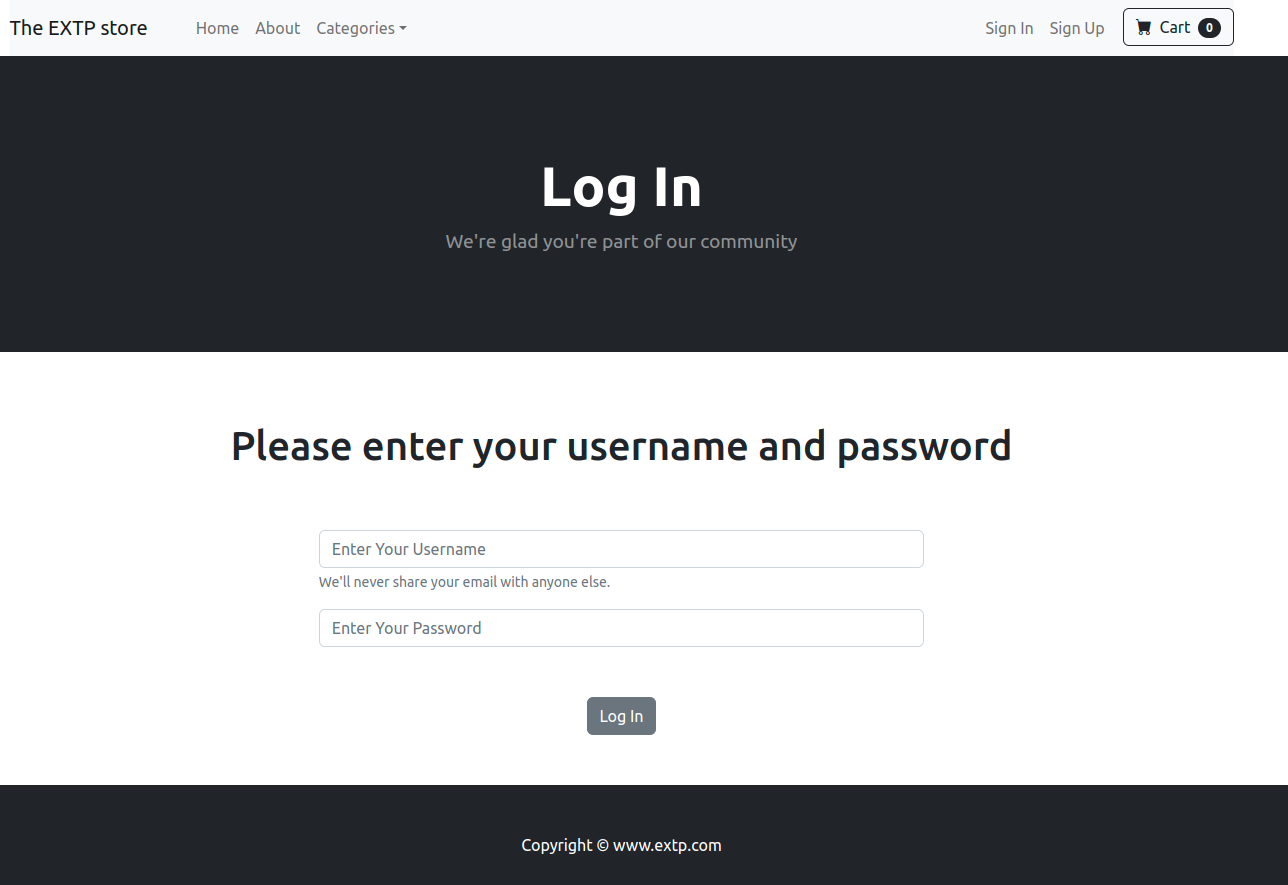 The EXTP store Home About Categories Sign In Sign Up Cart 0
Log In
We're glad you're part of our community
Please enter your username and password
Enter Your Username
We'll never share your email with anyone else.
Enter Your Password
Log In
Copyright © www.extp.com